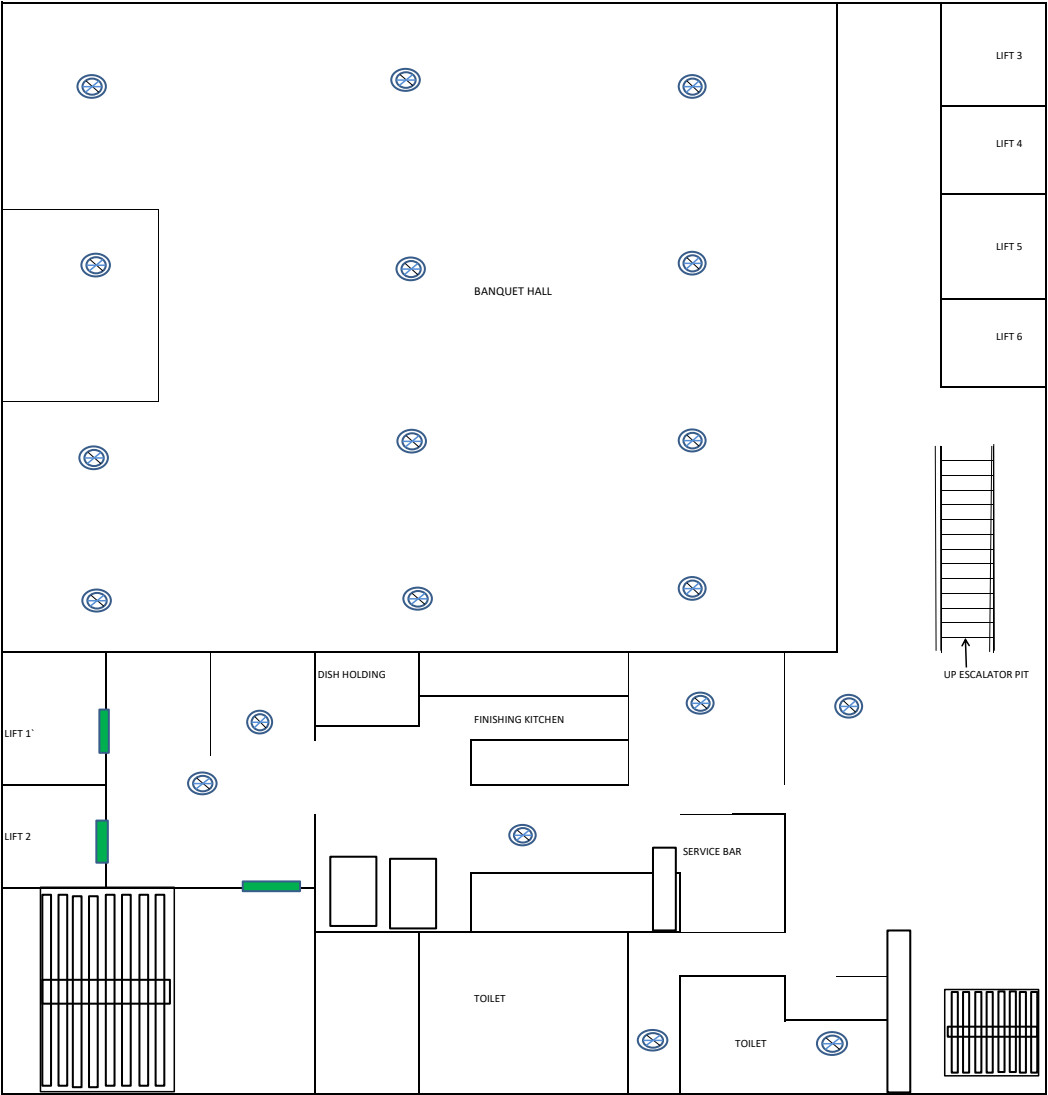 LIFT 3
LIFT 4
LIFT 5
BANQUET HALL
LIFT 6
DISH HOLDING
UP ESCALATOR PIT
FINISHING KITCHEN
LIFT 1`
LIFT 2
SERVICE BAR
TOILET
TOILET